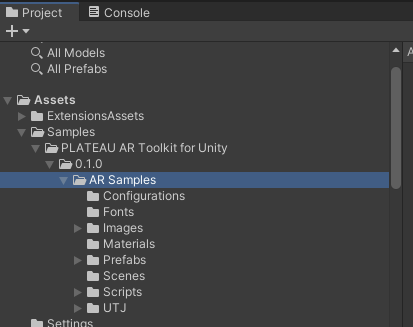 Project Console
All Models
All Prefabs
Assets
ExtensionsAssets
Samples
PLATEAU AR Toolkit for Unity
0.1.0
AR Samples
Configurations
Fonts
Images
Materials
Prefabs
Scenes
Scripts
UTJ
Settings